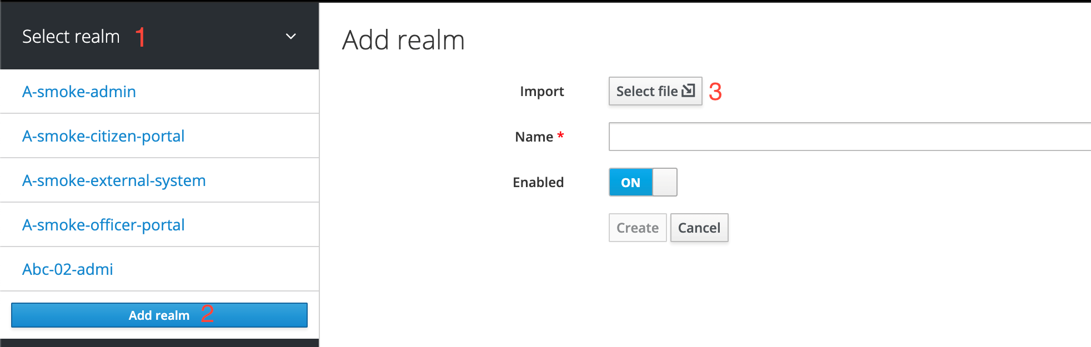 Select realm 1
A-smoke-admin
A-smoke-citizen-portal
A-smoke-external-system
A-smoke-officer-portal
Abc-02-admi
Add realm 2
Add realm
Import Select file 3
Name *
Enabled ON
Create Cancel